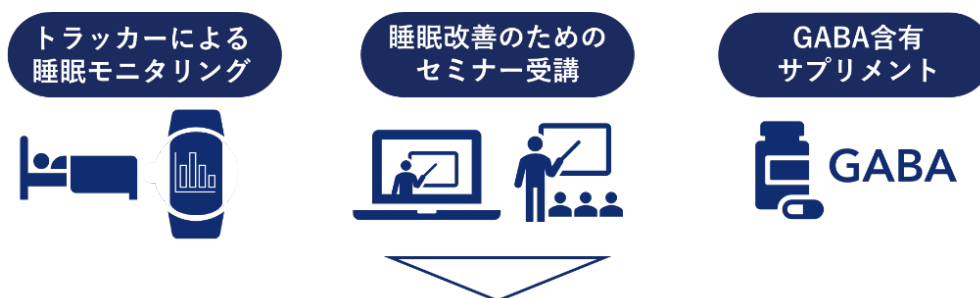 トラッカーによる
睡眠モニタリング
睡眠改善のための
セミナー受講
GABA含有
サプリメント
GABA